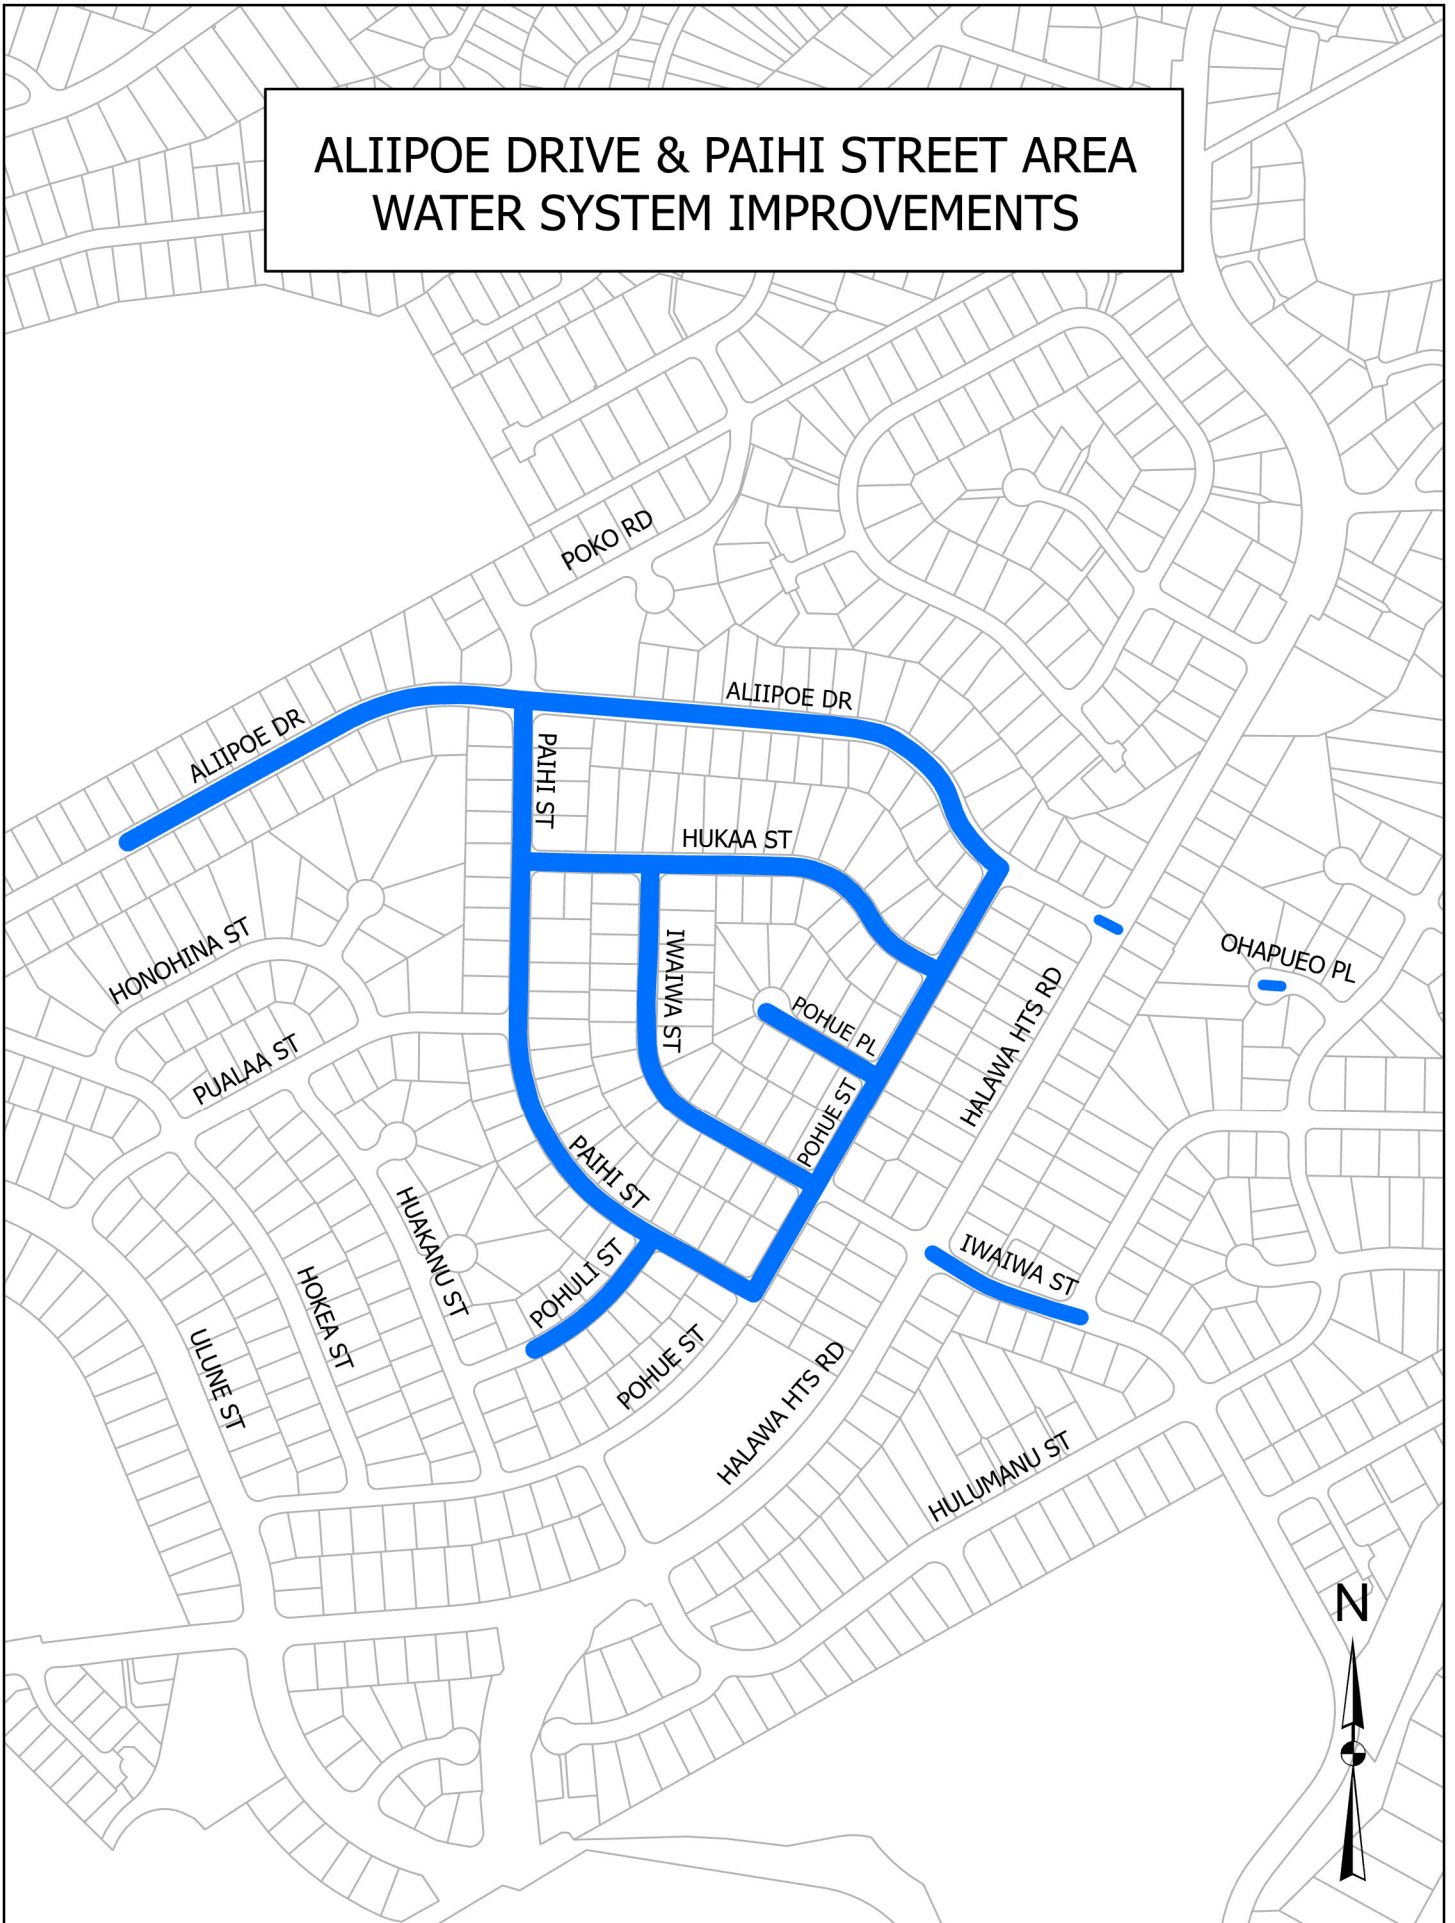 ALIIPOE DRIVE & PAIHI STREET AREA
WATER SYSTEM IMPROVEMENTS
POKO RD
ALIIPOE DR
ALIIPOE DR
PAIHI ST
HUKAA ST
HONOHINA ST
IWAIWA ST
OHAPUEO PL
POHUE PL
HALAWA HTS RD
PUALAA ST
POHUE ST
PAIHI ST
HUAKANU ST
POHULI ST
IWAIWA ST
HOKEA ST
ULUNE ST
POHUE ST
HALAWA HTS RD
HULUMANU ST
N